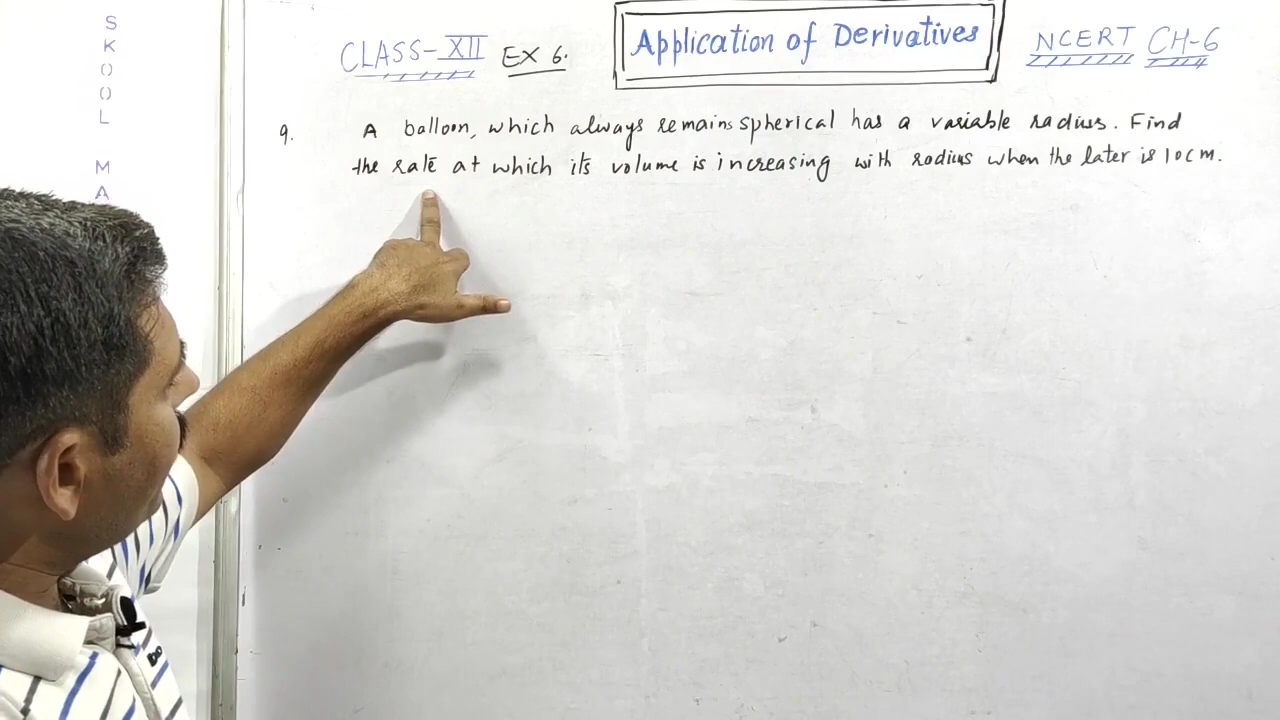 SKOOL MA
CLASS-XII EX 6.
Application of Derivatives
NCERT CH-6
9. A balloon, which always remains spherical has a variable radius. Find
the rate at which its volume is increasing with radius when the later is 10cm.